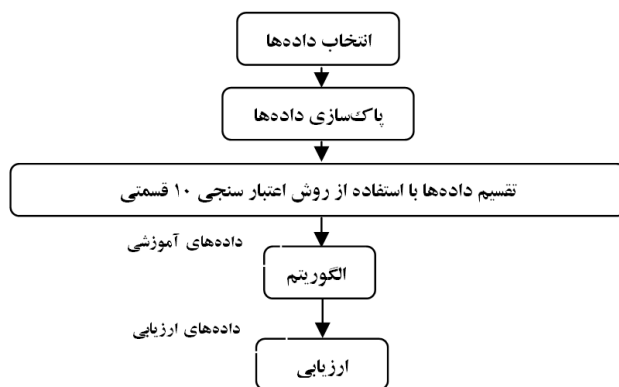 انتخاب داده‌ها
پاک‌سازی داده‌ها
تقسیم داده‌ها با استفاده از روش اعتبار سنجی ۱۰ قسمتی
داده‌های آموزشی
الگوریتم
داده‌های ارزیابی
ارزیابی